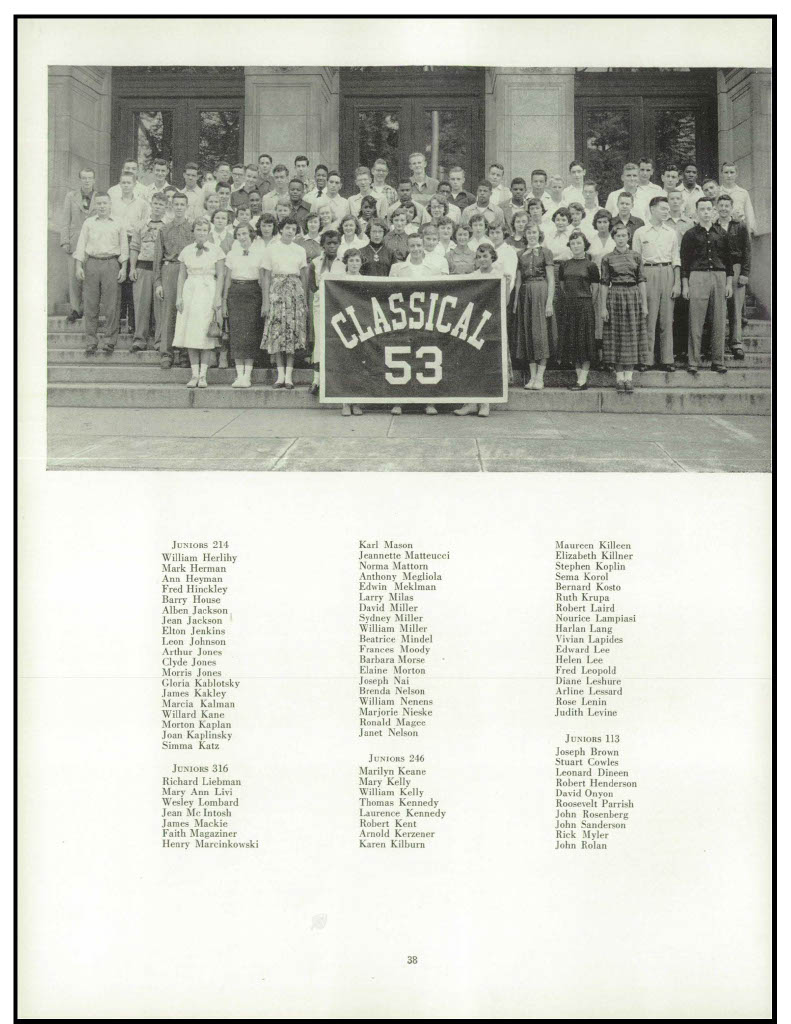 CLASSICAL
53
JUNIORS 214
William Herlihy
Mark Herman
Ann Heyman
Fred Hinckley
Barry House
Alben Jackson
Jean Jackson
Elton Jenkins
Leon Johnson
Arthur Jones
Clyde Jones
Morris Jones
Gloria Kablotsky
James Kakley
Marcia Kalman
Willard Kane
Morton Kaplan
Joan Kaplinsky
Simma Katz
JUNIORS 316
Richard Liebman
Mary Ann Livi
Wesley Lombard
Jean Mc Intosh
James Mackie
Faith Magaziner
Henry Marcinkowski
Karl Mason
Jeannette Matteucci
Norma Mattorn
Anthony Megliola
Edwin Meklman
Larry Milas
David Miller
Sydney Miller
William Miller
Beatrice Mindel
Frances Moody
Barbara Morse
Elaine Morton
Joseph Nai
Brenda Nelson
William Nenens
Marjorie Nieske
Ronald Magee
Janet Nelson
JUNIORS 246
Marilyn Keane
Mary Kelly
William Kelly
Thomas Kennedy
Laurence Kennedy
Robert Kent
Arnold Kerzener
Karen Kilburn
Maureen Killeen
Elizabeth Killner
Stephen Koplin
Sema Korol
Bernard Kosto
Ruth Krupa
Robert Laird
Nourice Lampiasi
Harlan Lang
Vivian Lapides
Edward Lee
Helen Lee
Fred Leopold
Diane Leshure
Arline Lessard
Rose Lenin
Judith Levine
JUNIORS 113
Joseph Brown
Stuart Cowles
Leonard Dineen
Robert Henderson
David Onyon
Roosevelt Parrish
John Rosenberg
John Sanderson
Rick Myler
John Rolan
38